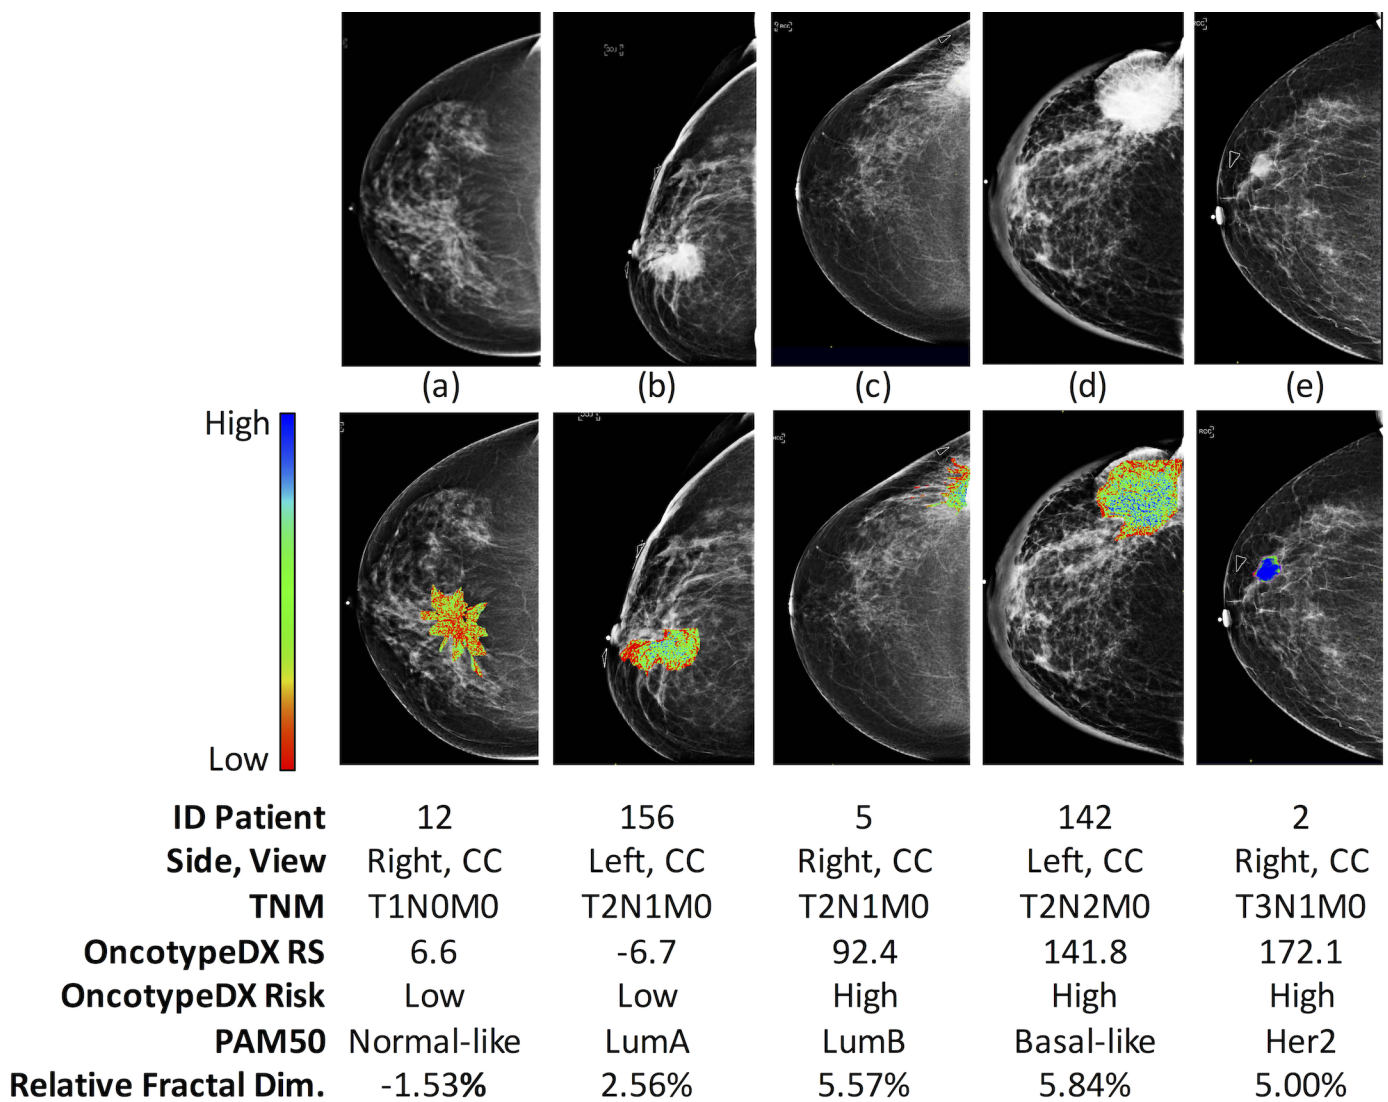 RCC
(a) (b) (c) (d) (e)
High
RCC
Low
ID Patient 12 156 5 142 2
Side, View Right, CC Left, CC Right, CC Left, CC Right, CC
TNM T1N0M0 T2N1M0 T2N1M0 T2N2M0 T3N1M0
OncotypeDX RS 6.6 -6.7 92.4 141.8 172.1
OncotypeDX Risk Low Low High High High
PAM50 Normal-like LumA LumB Basal-like Her2
Relative Fractal Dim. -1.53% 2.56% 5.57% 5.84% 5.00%